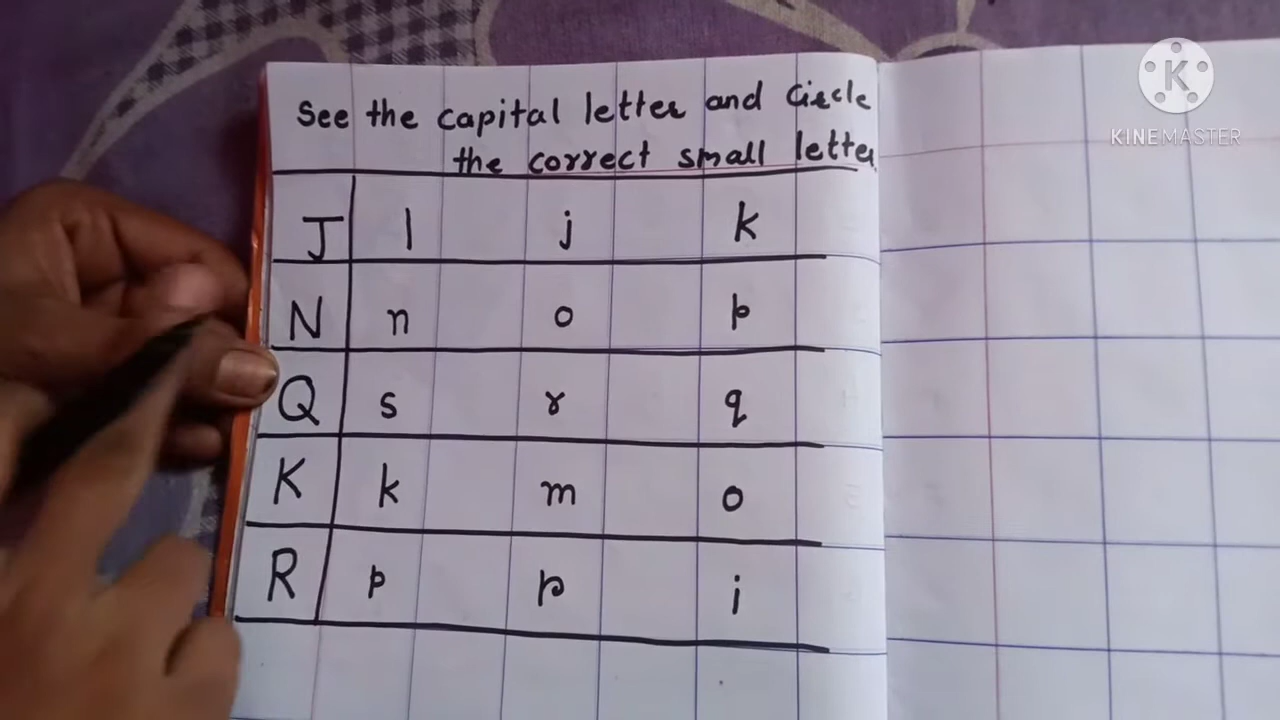 See the capital letter and Circle
the correct small letter
J l j k
N n o p
Q s r q
K k m o
R p p i
K
KINEMASTER